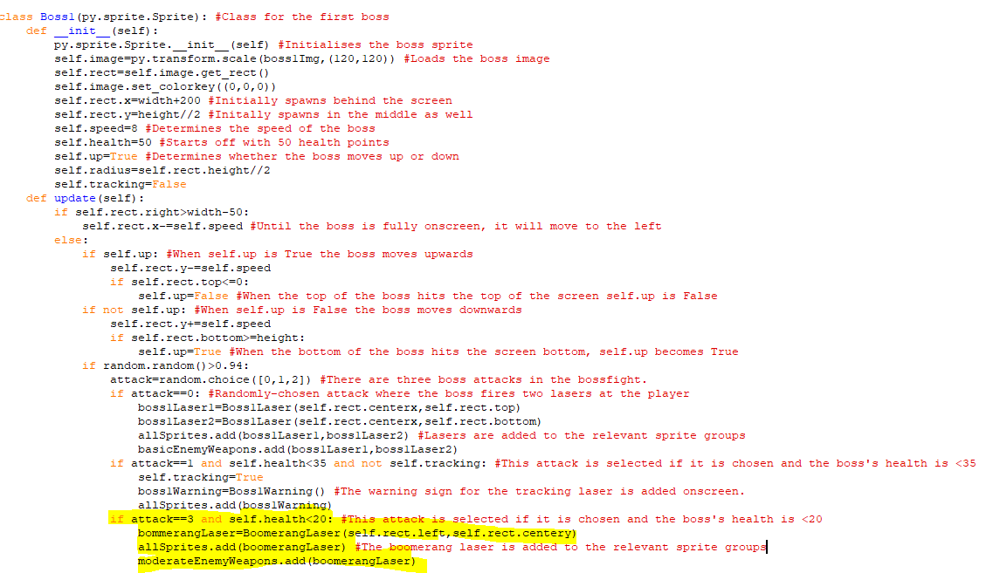 class Boss1(py.sprite.Sprite): #Class for the first boss
    def __init__(self):
        py.sprite.Sprite.__init__(self) #Initialises the boss sprite
        self.image=py.transform.scale(boss1Img,(120,120)) #Loads the boss image
        self.rect=self.image.get_rect()
        self.image.set_colorkey((0,0,0))
        self.rect.x=width+200 #Initially spawns behind the screen
        self.rect.y=height//2 #Initally spawns in the middle as well
        self.speed=8 #Determines the speed of the boss
        self.health=50 #Starts off with 50 health points
        self.up=True #Determines whether the boss moves up or down
        self.radius=self.rect.height//2
        self.tracking=False
    def update(self):
        if self.rect.right>width-50:
            self.rect.x-=self.speed #Until the boss is fully onscreen, it will move to the left
        else:
            if self.up: #When self.up is True the boss moves upwards
                self.rect.y-=self.speed
                if self.rect.top<=0:
                    self.up=False #When the top of the boss hits the top of the screen self.up is False
            if not self.up: #When self.up is False the boss moves downwards
                self.rect.y+=self.speed
                if self.rect.bottom>=height:
                    self.up=True #When the bottom of the boss hits the screen bottom, self.up becomes True
            if random.random()>0.94:
                attack=random.choice([0,1,2]) #There are three boss attacks in the bossfight.
                if attack==0: #Randomly-chosen attack where the boss fires two lasers at the player
                    boss1Laser1=Boss1Laser(self.rect.centerx,self.rect.top)
                    boss1Laser2=Boss1Laser(self.rect.centerx,self.rect.bottom)
                    allSprites.add(boss1Laser1,boss1Laser2) #Lasers are added to the relevant sprite groups
                    basicEnemyWeapons.add(boss1Laser1,boss1Laser2)
                if attack==1 and self.health<35 and not self.tracking: #This attack is selected if it is chosen and the boss's health is <35
                    self.tracking=True
                    boss1Warning=Boss1Warning() #The warning sign for the tracking laser is added onscreen.
                    allSprites.add(boss1Warning)
                if attack==3 and self.health<20: #This attack is selected if it is chosen and the boss's health is <20
                    bommerangLaser=BoomerangLaser(self.rect.left,self.rect.centery)
                    allSprites.add(boomerangLaser) #The boomerang laser is added to the relevant sprite groups
                    moderateEnemyWeapons.add(boomerangLaser)